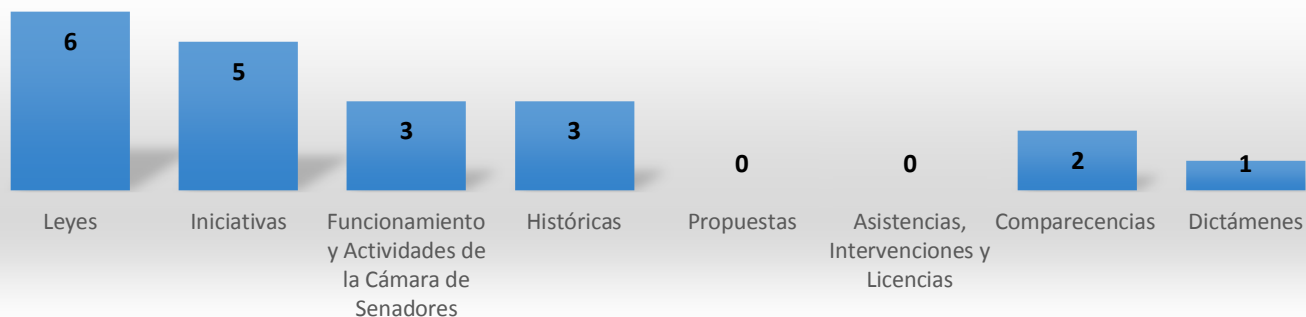 6
5
3
3
0
0
2
1
Leyes
Iniciativas
Funcionamiento
y Actividades de
la Cámara de
Senadores
Históricas
Propuestas
Asistencias,
Intervenciones y
Licencias
Comparecencias
Dictámenes